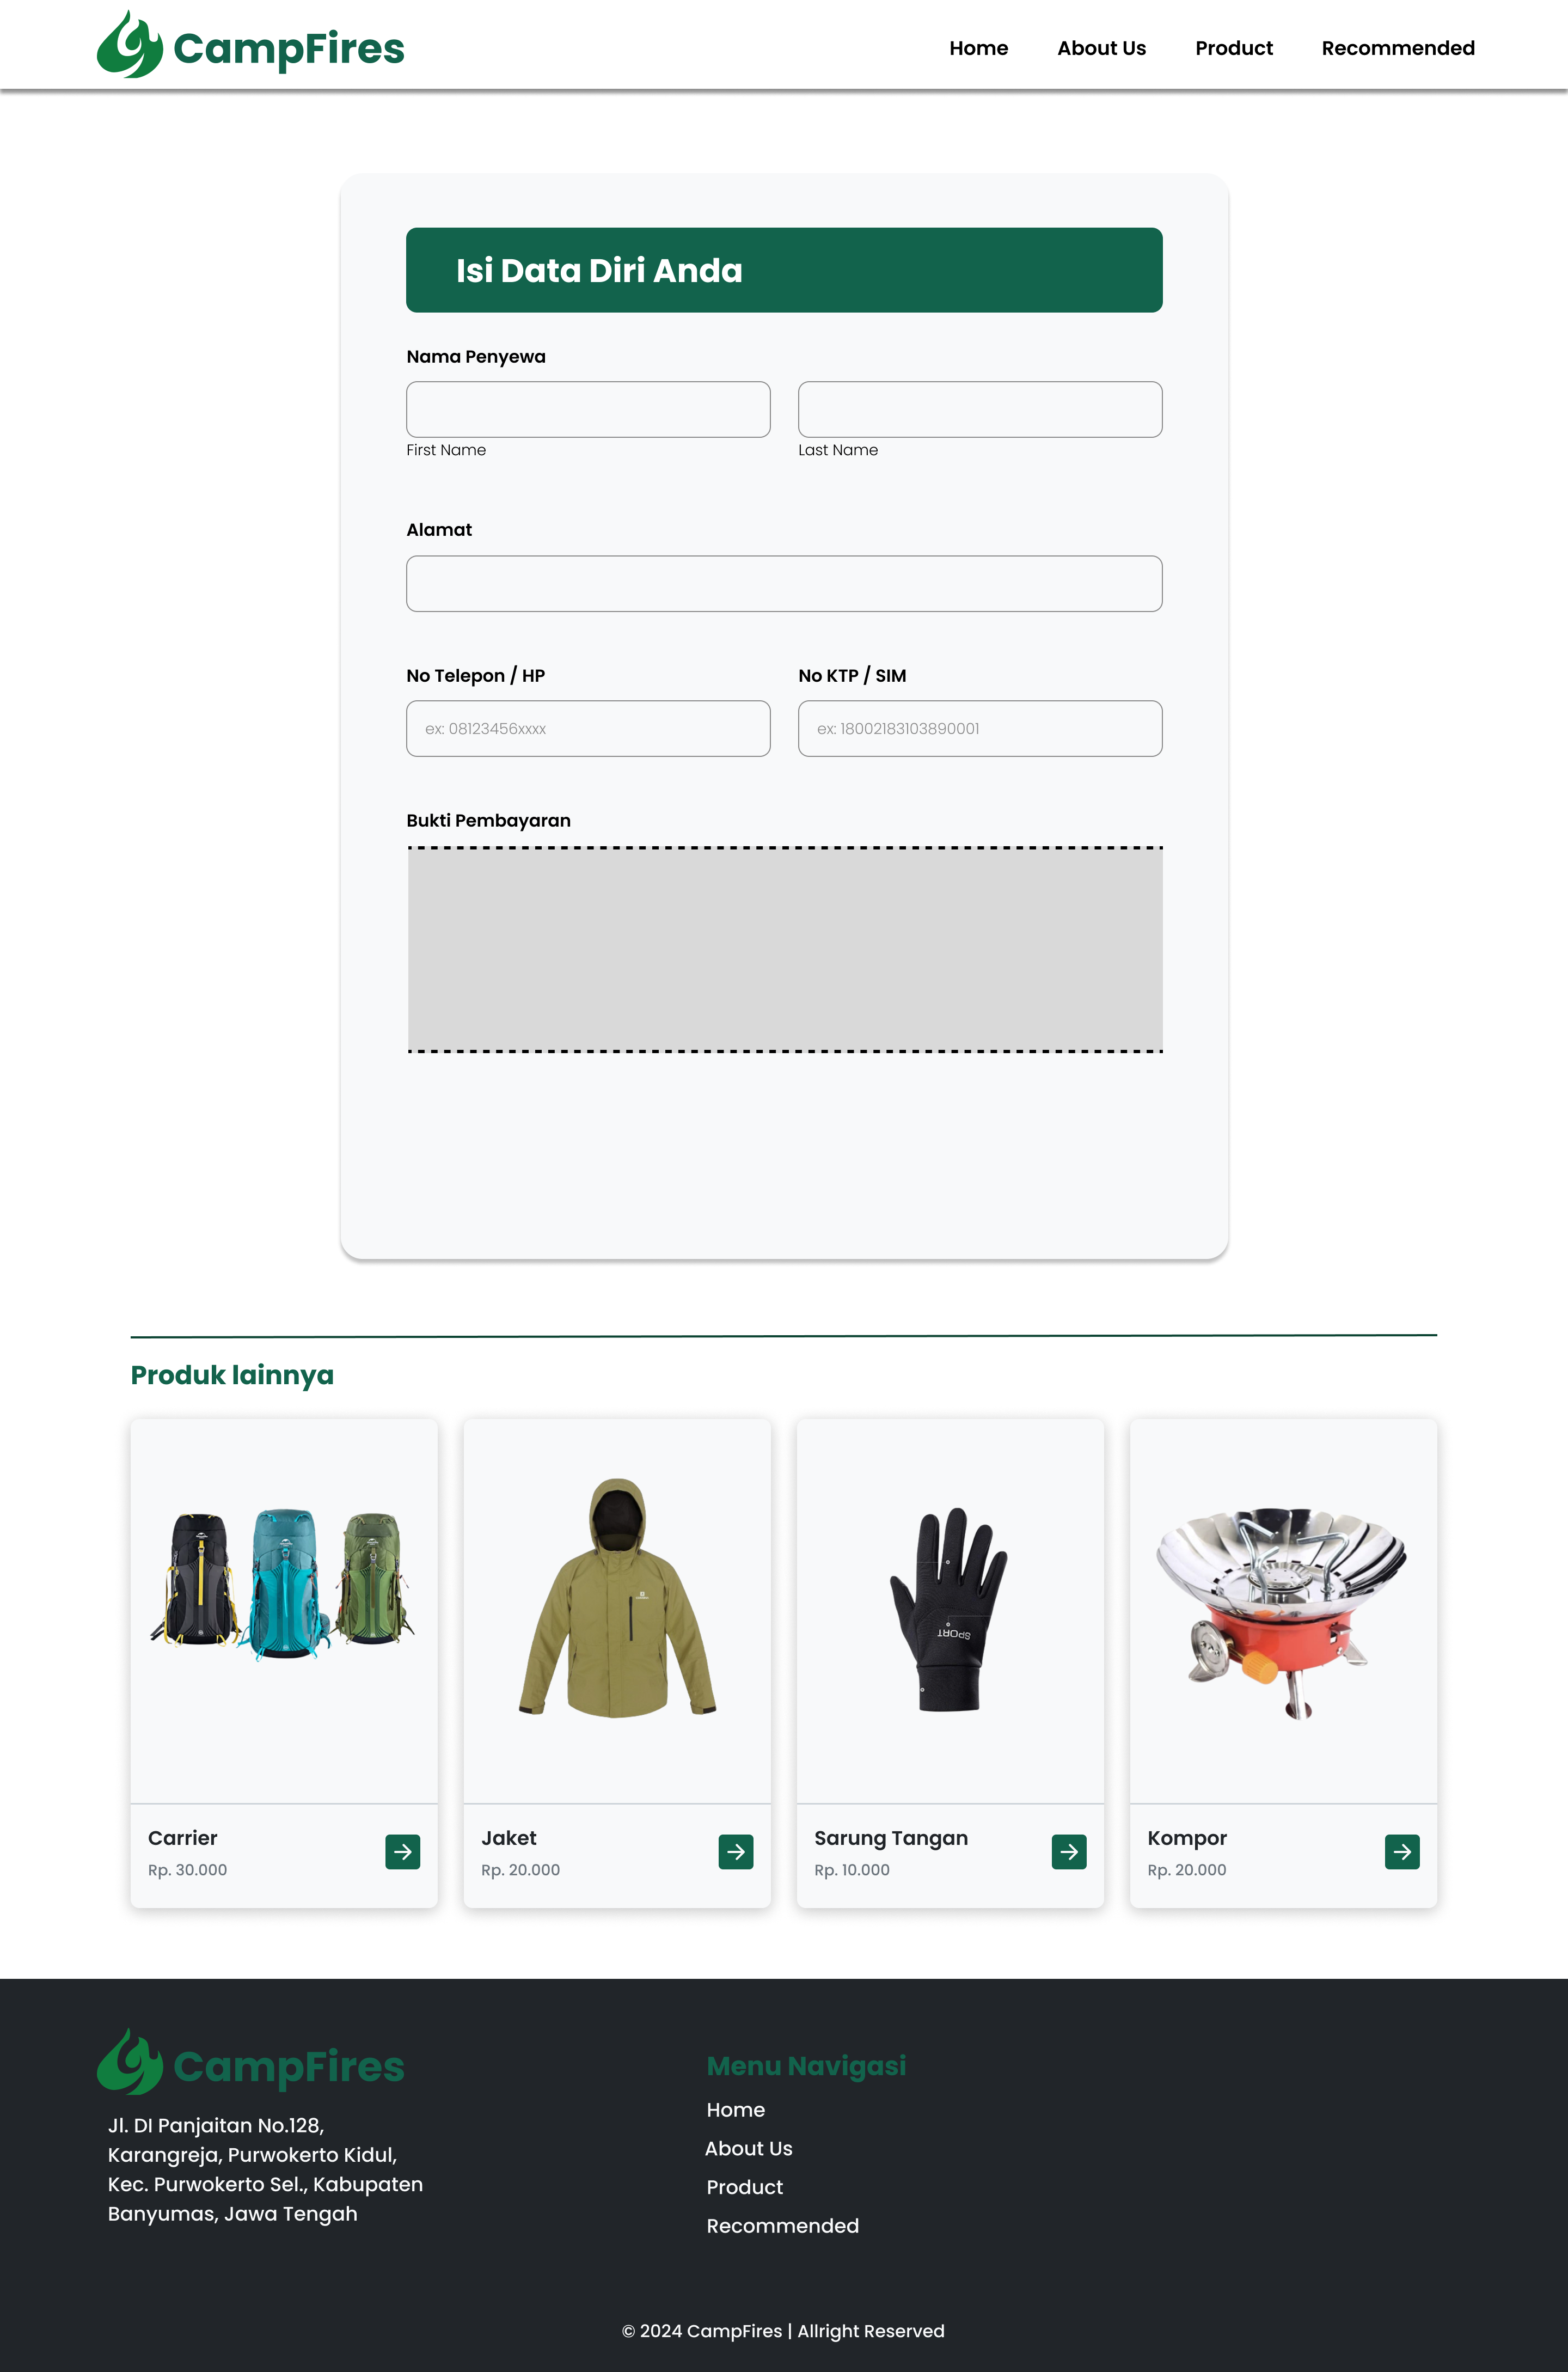 CampFires
Home
About Us
Product
Recommended
Isi Data Diri Anda
Nama Penyewa
First Name
Last Name
Alamat
No Telepon / HP
No KTP / SIM
ex: 08123456xxxx
ex: 18002183103890001
Bukti Pembayaran
Produk lainnya
SPORT
Carrier
Rp. 30.000
Jaket
Rp. 20.000
Sarung Tangan
Rp. 10.000
Kompor
Rp. 20.000
CampFires
Jl. DI Panjaitan No.128,
Karangreja, Purwokerto Kidul,
Kec. Purwokerto Sel., Kabupaten
Banyumas, Jawa Tengah
Menu Navigasi
Home
About Us
Product
Recommended
© 2024 CampFires | Allright Reserved